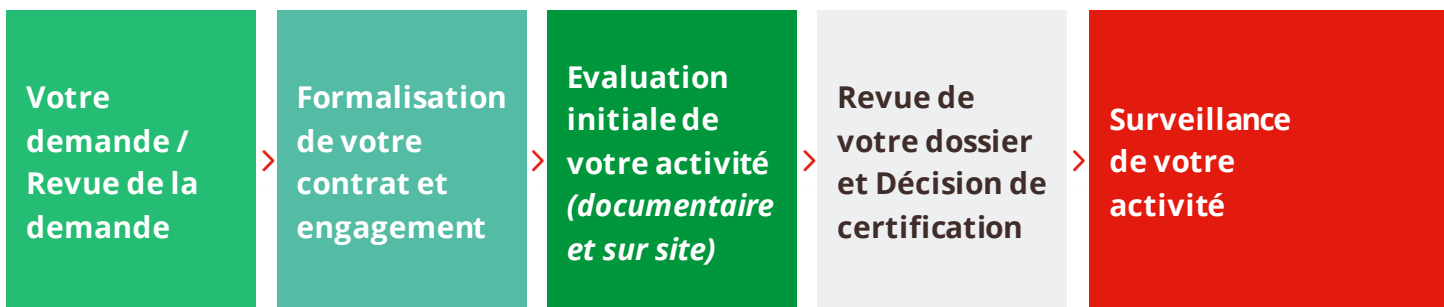 Votre
demande /
Revue de la
demande
Formalisation
de votre
contrat et
engagement
Evaluation
initiale de
votre activité
(documentaire
et sur site)
Revue de
votre dossier
et Décision de
certification
Surveillance
de votre
activité